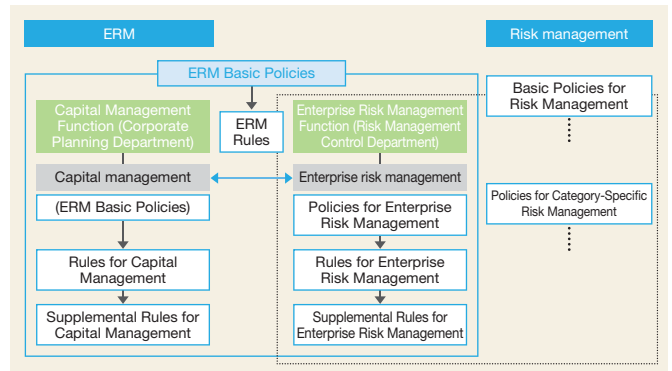 ERM
Risk management
ERM Basic Policies
Capital Management
Function (Corporate
Planning Department)
ERM
Rules
Enterprise Risk Management
Function (Risk Management
Control Department)
Basic Policies for
Risk Management
Capital management
Enterprise risk management
(ERM Basic Policies)
Policies for Enterprise
Risk Management
Policies for Category-Specific
Risk Management
Rules for Capital
Management
Rules for Enterprise
Risk Management
Supplemental Rules for
Capital Management
Supplemental Rules for
Enterprise Risk Management